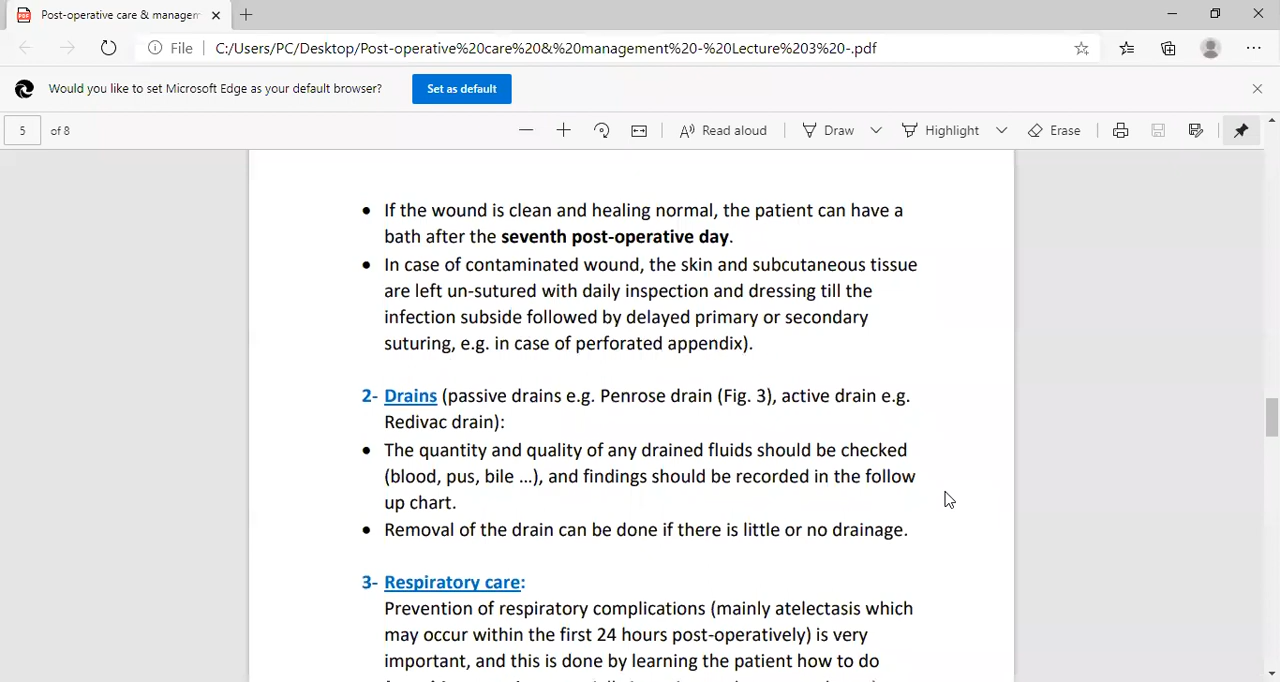 Post-operative care & managem
File
C:/Users/PC/Desktop/Post-operative%20care%20&%20management%20-%20Lecture%203%20-.pdf
Would you like to set Microsoft Edge as your default browser?
Set as default
5 of 8
Read aloud
Draw
Highlight
Erase
• If the wound is clean and healing normal, the patient can have a
bath after the seventh post-operative day.
• In case of contaminated wound, the skin and subcutaneous tissue
are left un-sutured with daily inspection and dressing till the
infection subside followed by delayed primary or secondary
suturing, e.g. in case of perforated appendix).
2- Drains (passive drains e.g. Penrose drain (Fig. 3), active drain e.g.
Redivac drain):
• The quantity and quality of any drained fluids should be checked
(blood, pus, bile ...), and findings should be recorded in the follow
up chart.
• Removal of the drain can be done if there is little or no drainage.
3- Respiratory care:
Prevention of respiratory complications (mainly atelectasis which
may occur within the first 24 hours post-operatively) is very
important, and this is done by learning the patient how to do